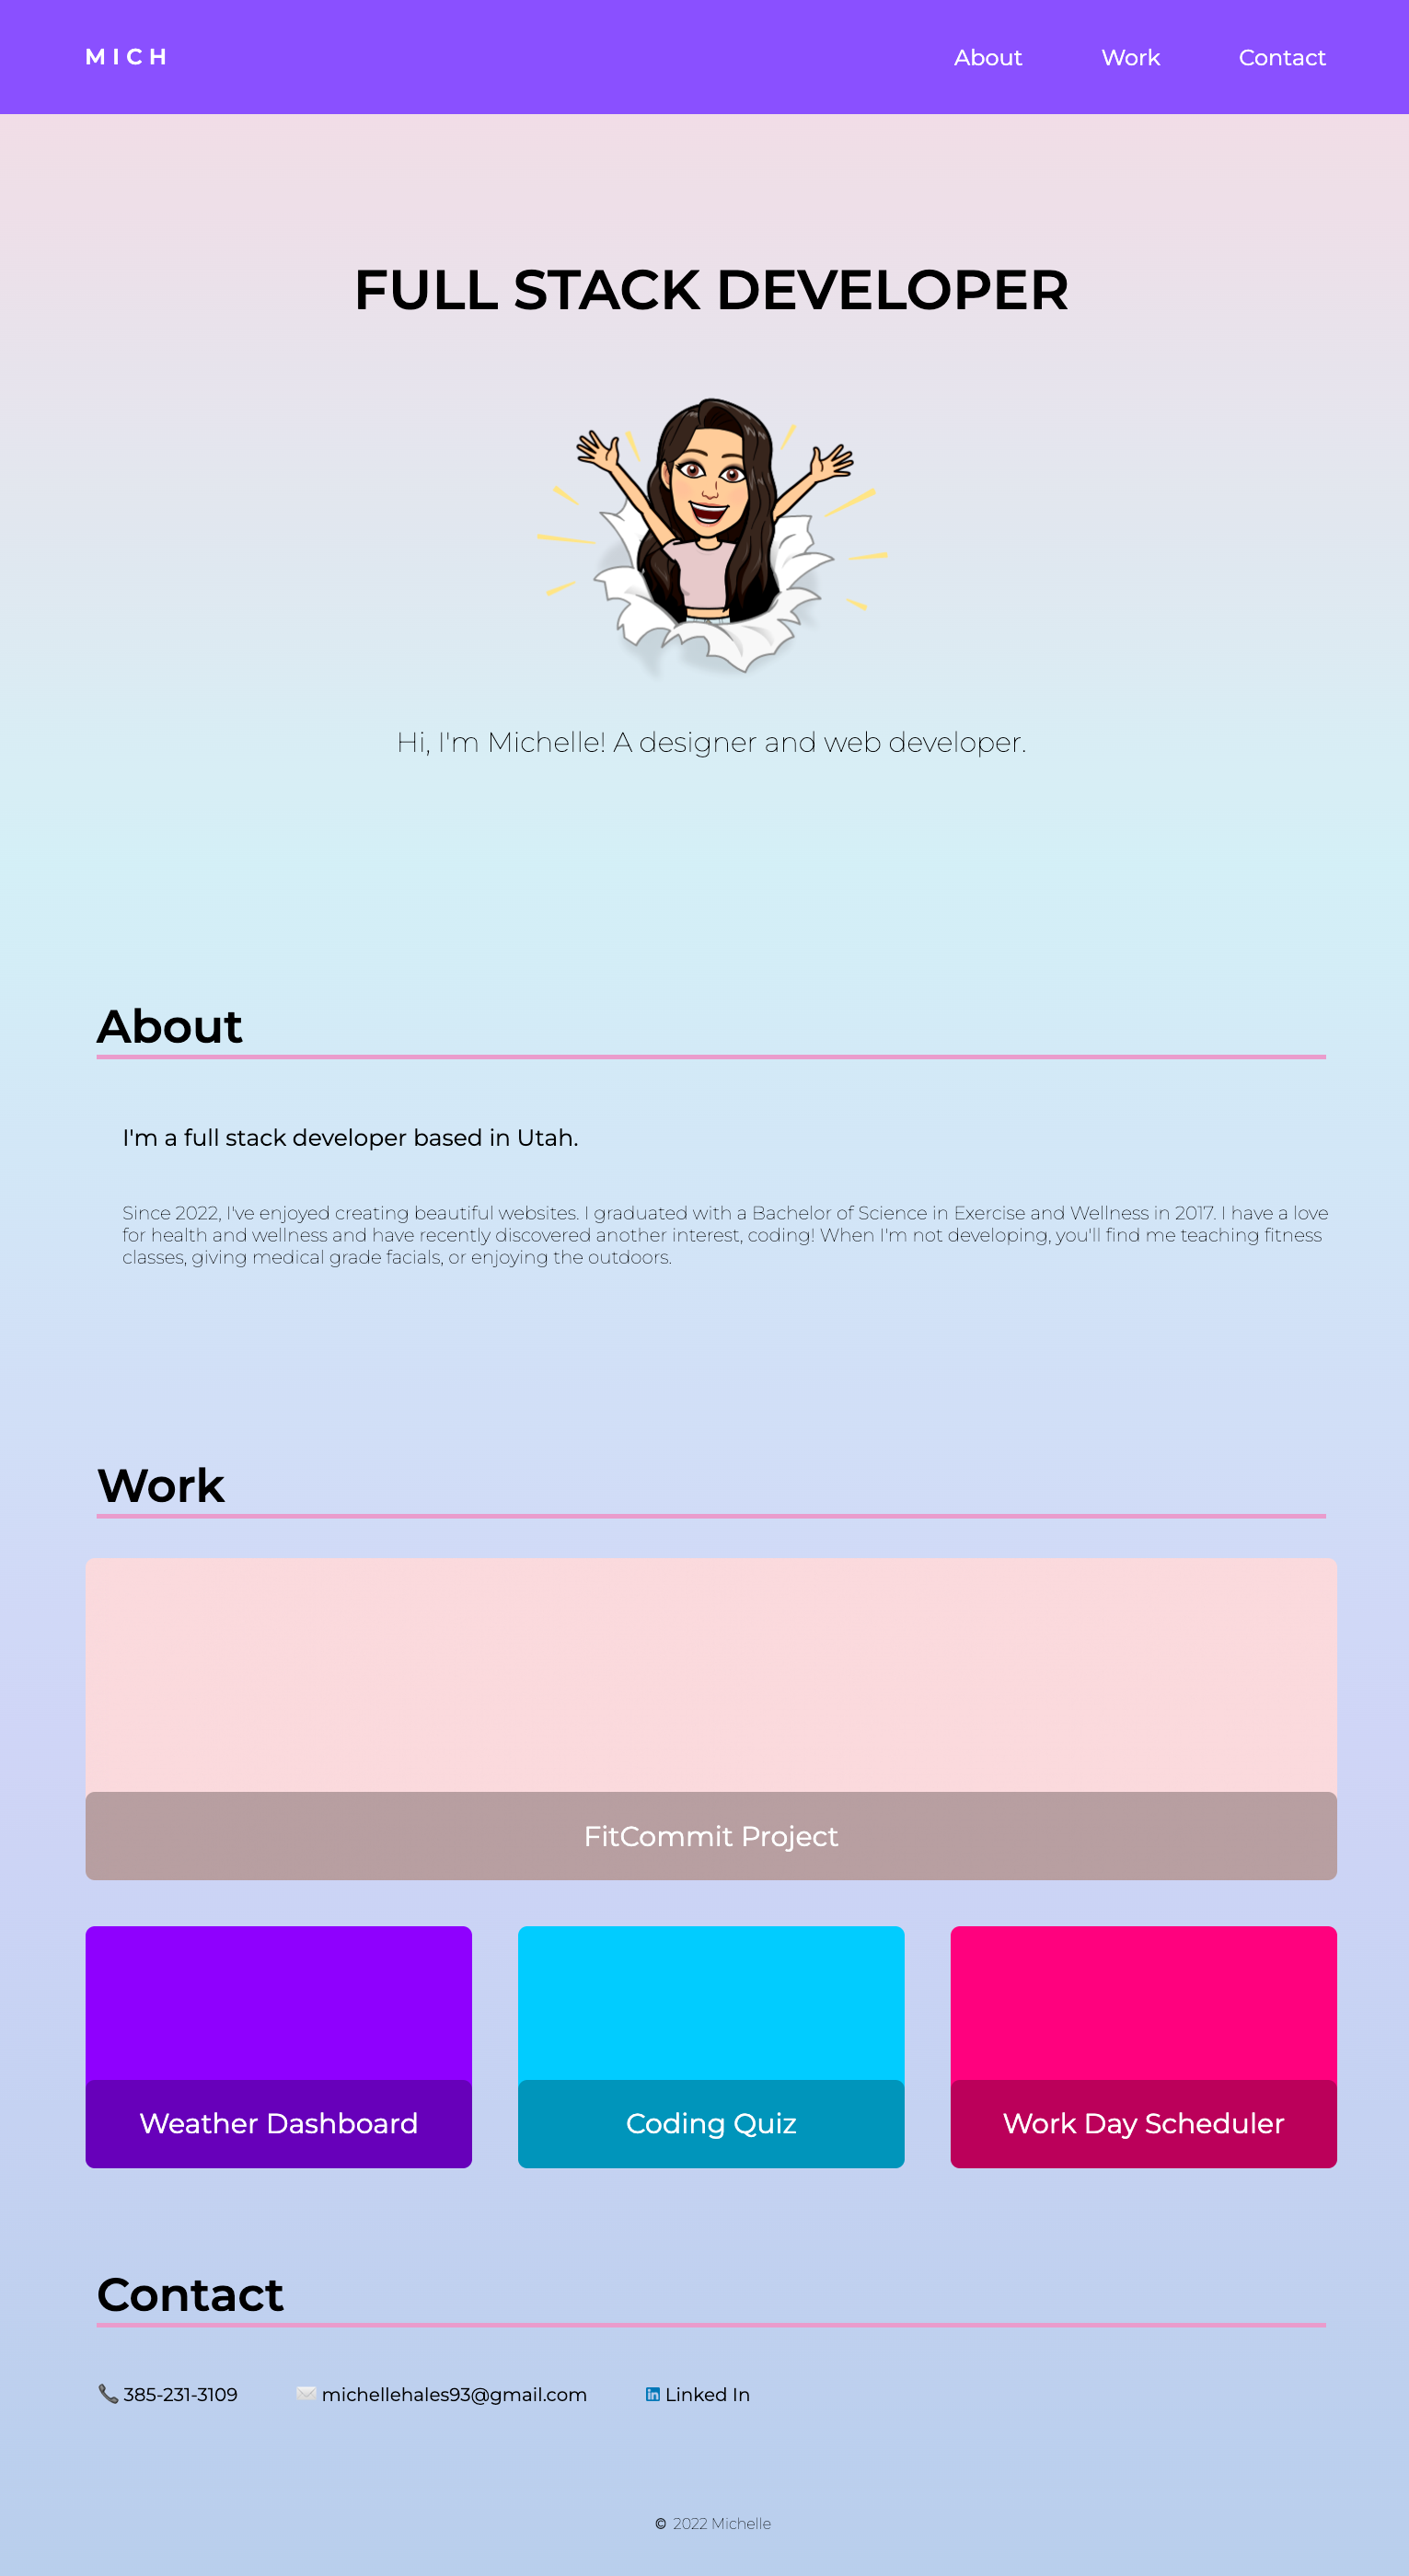 MICH
About
Work
Contact
FULL STACK DEVELOPER
Hi, I'm Michelle! A designer and web developer.
About
I'm a full stack developer based in Utah.
Since 2022, I've enjoyed creating beautiful websites. I graduated with a Bachelor of Science in Exercise and Wellness in 2017. I have a love
for health and wellness and have recently discovered another interest, coding! When I'm not developing, you'll find me teaching fitness
classes, giving medical grade facials, or enjoying the outdoors.
Work
FitCommit Project
Weather Dashboard
Coding Quiz
Work Day Scheduler
Contact
385-231-3109
michellehales93@gmail.com
in Linked In
© 2022 Michelle